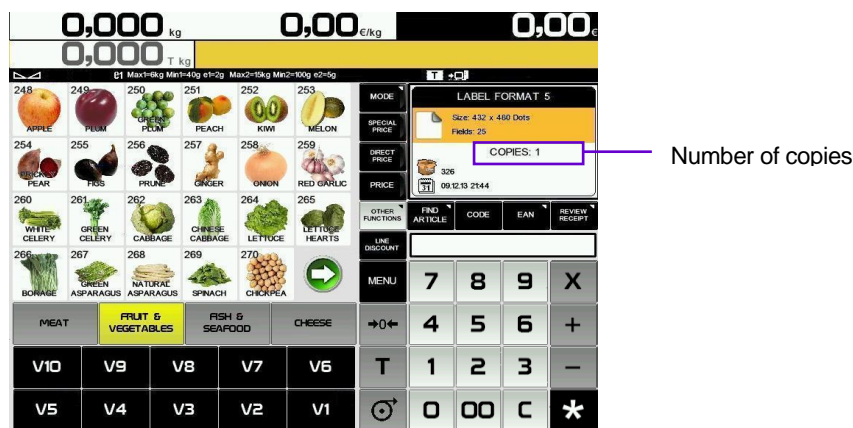 0,000 kg 0,00 €/kg 0,00 €
0,000 T kg
e1 Max1=6kg Min1=40g e1=2g Max2=15kg Min2=100g e2=5g T
248 249 250 251 252 253
APPLE PLUM GREEN PLUM PEACH KIWI MELON
254 255 256 257 258 259
PRICKLY PEAR FIGS PRUNE GINGER ONION RED GARLIC
260 261 262 263 264 265
WHITE CELERY GREEN CELERY CABBAGE CHINESE CABBAGE LETTUCE LETTUCE HEARTS
266 267 268 269 270
BORAGE GREEN ASPARAGUS NATURAL ASPARAGUS SPINACH CHICKPEA
MEAT FRUIT & VEGETABLES FISH & SEAFOOD CHEESE
V10 V9 V8 V7 V6
V5 V4 V3 V2 V1
MODE
SPECIAL PRICE
DIRECT PRICE
PRICE
OTHER FUNCTIONS
LINE DISCOUNT
MENU
→0←
T
LABEL FORMAT 5
Size: 432 x 460 Dots
Fields: 25
COPIES: 1
326
31 09.12.13 21:44
FIND ARTICLE CODE EAN REVIEW RECEIPT
7 8 9 X
4 5 6 +
1 2 3 −
0 00 C *
Number of copies